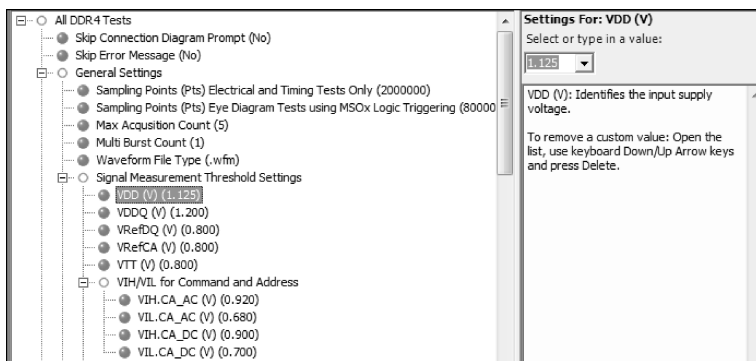 All DDR4 Tests
Skip Connection Diagram Prompt (No)
Skip Error Message (No)
General Settings
Sampling Points (Pts) Electrical and Timing Tests Only (2000000)
Sampling Points (Pts) Eye Diagram Tests using MSOx Logic Triggering (80000
Max Acqusition Count (5)
Multi Burst Count (1)
Waveform File Type (.wfm)
Signal Measurement Threshold Settings
VDD (V) (1.125)
VDDQ (V) (1.200)
VRefDQ (V) (0.800)
VRefCA (V) (0.800)
VTT (V) (0.800)
VIH/VIL for Command and Address
VIH.CA_AC (V) (0.920)
VIL.CA_AC (V) (0.680)
VIH.CA_DC (V) (0.900)
VIL.CA_DC (V) (0.700)
Settings For: VDD (V)
Select or type in a value:
1.125
VDD (V): Identifies the input supply
voltage.
To remove a custom value: Open the
list, use keyboard Down/Up Arrow keys
and press Delete.